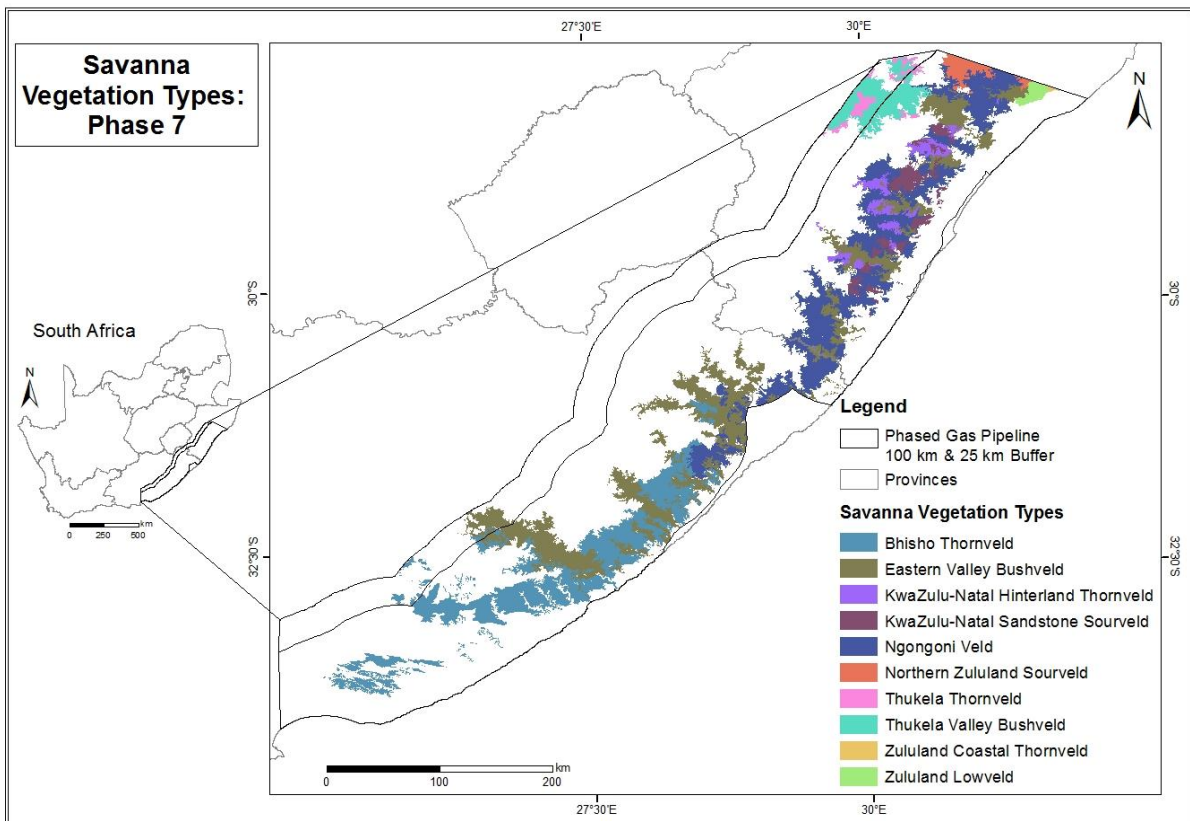 Savanna
Vegetation Types:
Phase 7
27°30'E
30°E
N
30°S
30°S
South Africa
N
0 250 500 km
32°30'S
32°30'S
Legend
Phased Gas Pipeline
100 km & 25 km Buffer
Provinces
Savanna Vegetation Types
Bhisho Thornveld
Eastern Valley Bushveld
KwaZulu-Natal Hinterland Thornveld
KwaZulu-Natal Sandstone Sourveld
Ngongoni Veld
Northern Zululand Sourveld
Thukela Thornveld
Thukela Valley Bushveld
Zululand Coastal Thornveld
Zululand Lowveld
km
0 100 200
27°30'E
30°E